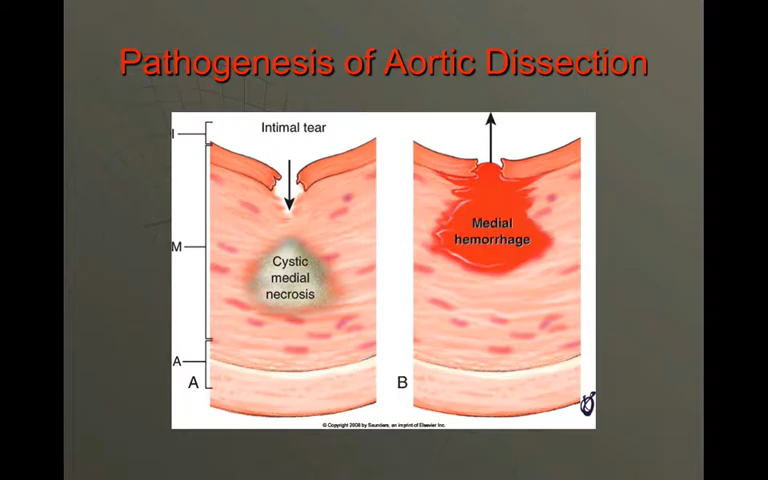 Pathogenesis of Aortic Dissection
I
Intimal tear
M
Cystic
medial
necrosis
Medial
hemorrhage
A
A
B
© Copyright 2008 by Saunders, an imprint of Elsevier Inc.